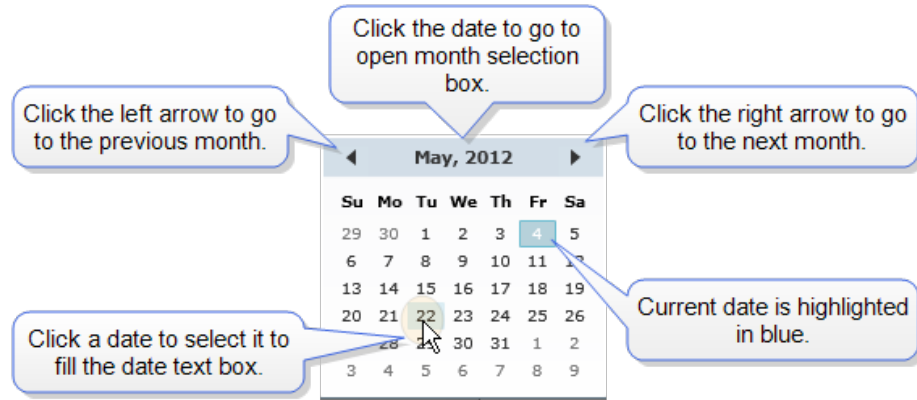 Click the date to go to
open month selection
box.
Click the left arrow to go
to the previous month.
Click the right arrow to go
to the next month.
May, 2012
Su Mo Tu We Th Fr Sa
29 30 1 2 3 4 5
6 7 8 9 10 11 12
13 14 15 16 17 18 19
20 21 22 23 24 25 26
28 29 30 31 1 2
3 4 5 6 7 8 9
Current date is highlighted
in blue.
Click a date to select it to
fill the date text box.